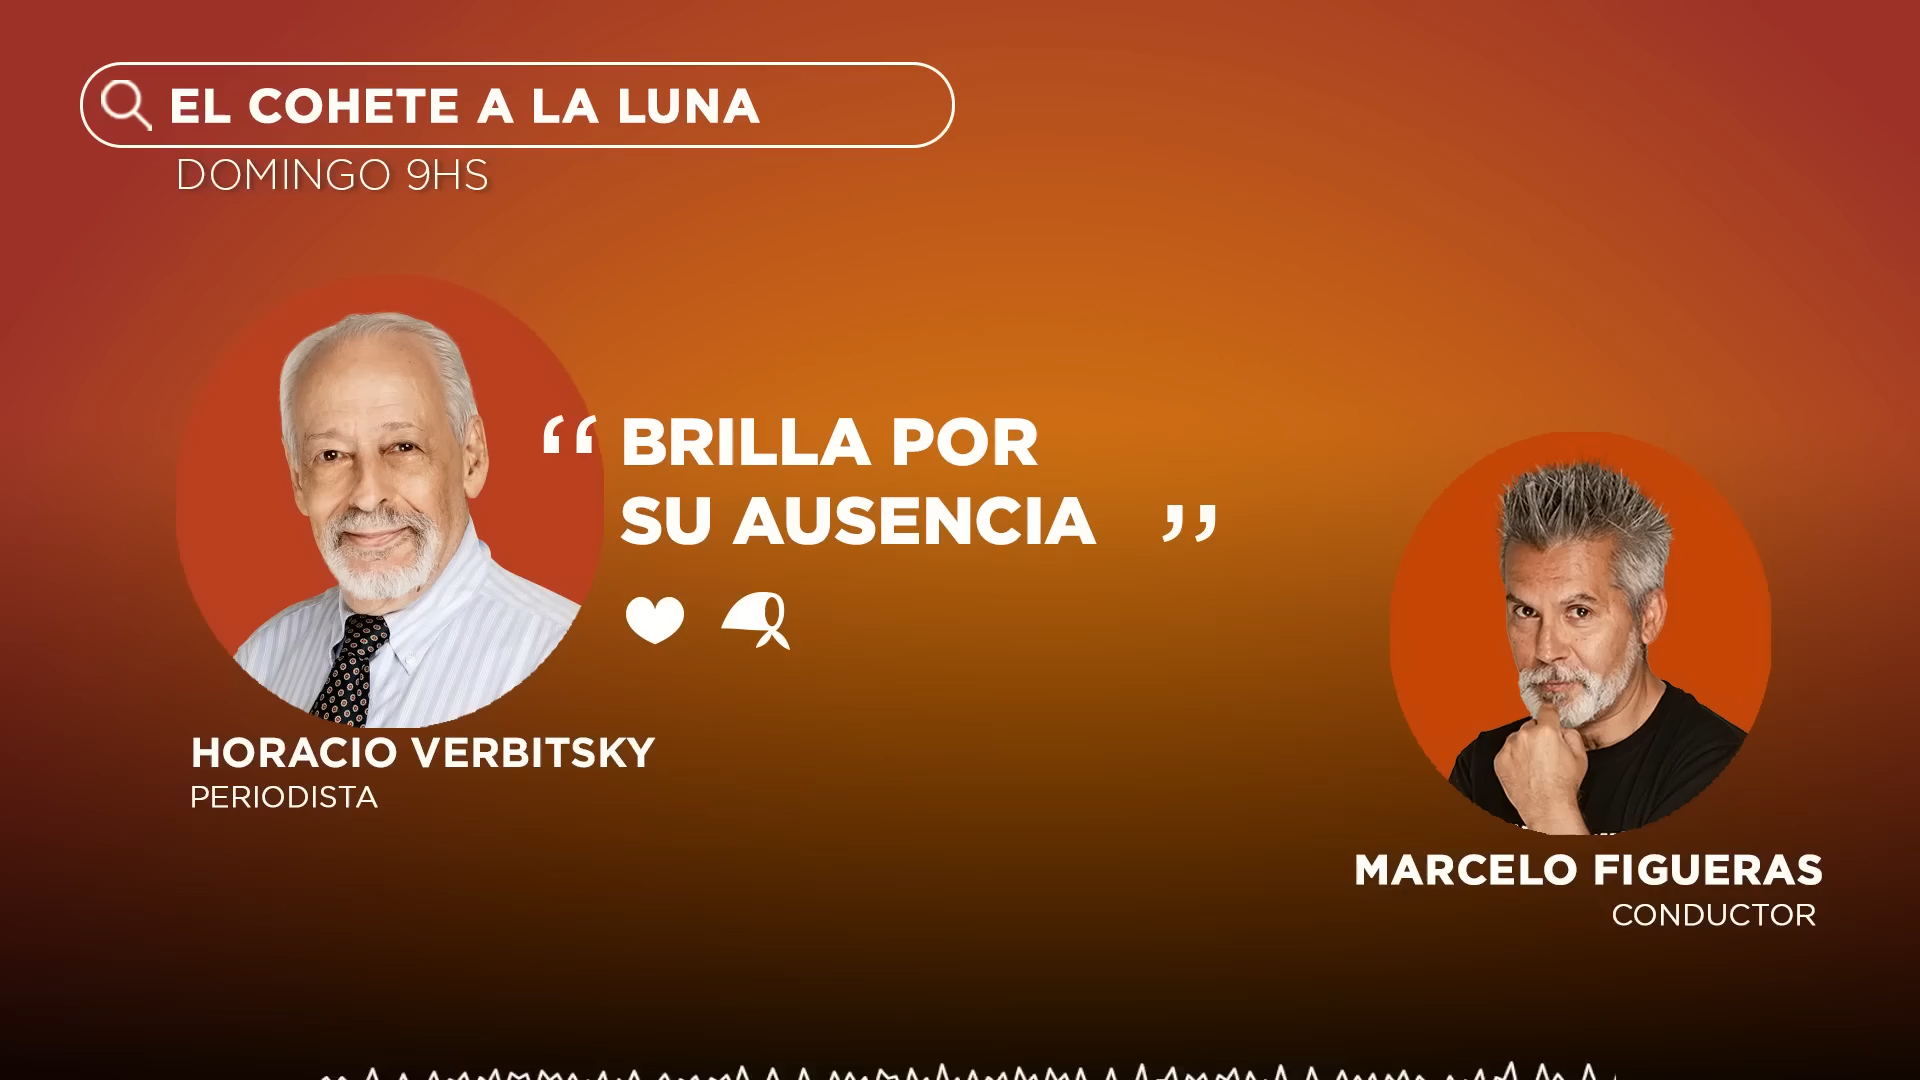 EL COHETE A LA LUNA
DOMINGO 9HS
“ BRILLA POR
SU AUSENCIA ”
HORACIO VERBITSKY
PERIODISTA
MARCELO FIGUERAS
CONDUCTOR